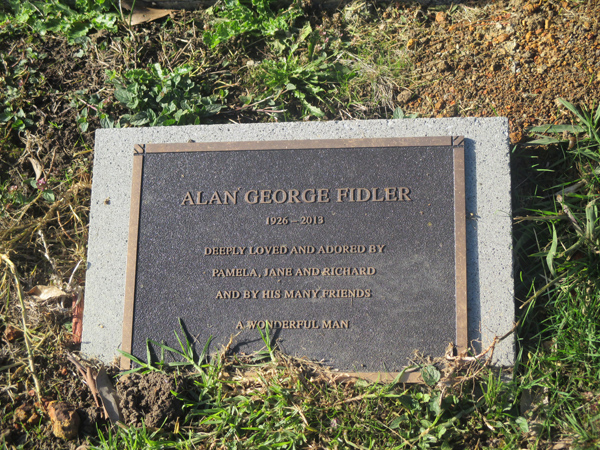 ALAN GEORGE FIDLER
1926 – 2013
DEEPLY LOVED AND ADORED BY
PAMELA, JANE AND RICHARD
AND BY HIS MANY FRIENDS
A WONDERFUL MAN